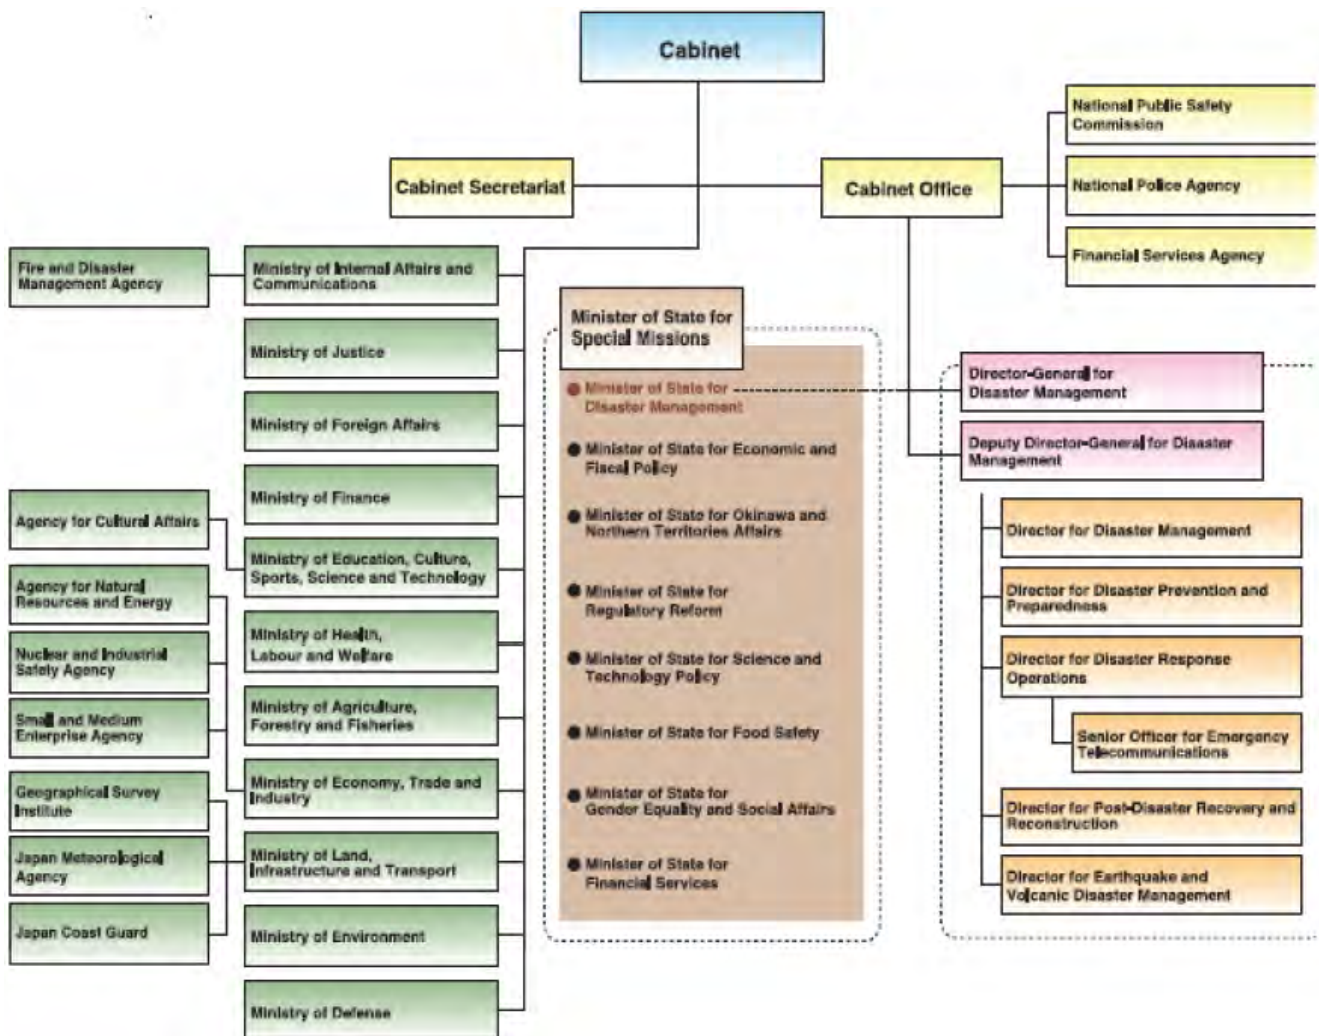 Cabinet
Cabinet Secretariat
Cabinet Office
National Public Safety
Commission
National Police Agency
Financial Services Agency
Fire and Disaster
Management Agency
Ministry of Internal Affairs and
Communications
Ministry of Justice
Ministry of Foreign Affairs
Ministry of Finance
Agency for Cultural Affairs
Ministry of Education, Culture,
Sports, Science and Technology
Agency for Natural
Resources and Energy
Nuclear and Industrial
Safety Agency
Small and Medium
Enterprise Agency
Ministry of Health,
Labour and Welfare
Ministry of Agriculture,
Forestry and Fisheries
Ministry of Economy, Trade and
Industry
Geographical Survey
Institute
Japan Meteorological
Agency
Japan Coast Guard
Ministry of Land,
Infrastructure and Transport
Ministry of Environment
Ministry of Defense
Minister of State for
Special Missions
● Minister of State for
Disaster Management
● Minister of State for Economic and
Fiscal Policy
● Minister of State for Okinawa and
Northern Territories Affairs
● Minister of State for
Regulatory Reform
● Minister of State for Science and
Technology Policy
● Minister of State for Food Safety
● Minister of State for
Gender Equality and Social Affairs
● Minister of State for
Financial Services
Director-General for
Disaster Management
Deputy Director-General for Disaster
Management
Director for Disaster Management
Director for Disaster Prevention and
Preparedness
Director for Disaster Response
Operations
Senior Officer for Emergency
Telecommunications
Director for Post-Disaster Recovery and
Reconstruction
Director for Earthquake and
Volcanic Disaster Management